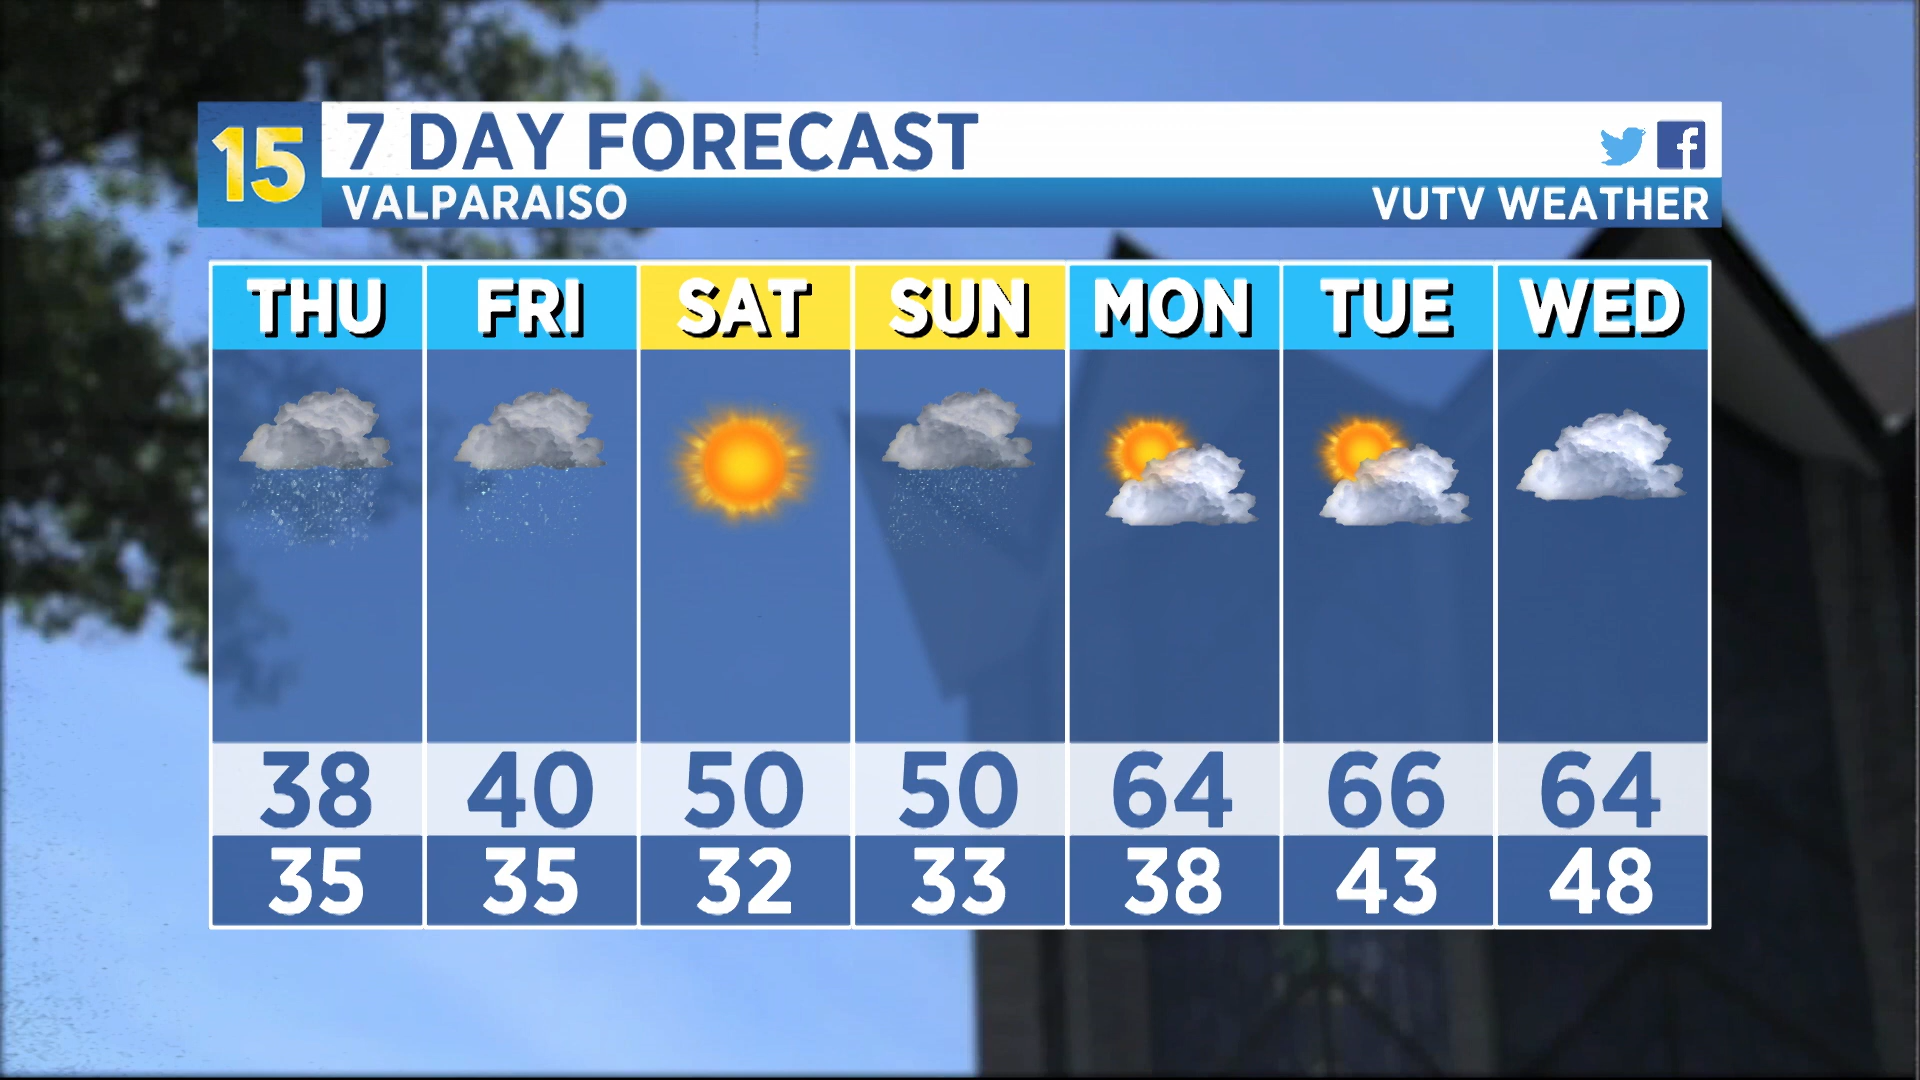 15
7 DAY FORECAST
VALPARAISO
VUTV WEATHER
THU FRI SAT SUN MON TUE WED
38 40 50 50 64 66 64
35 35 32 33 38 43 48